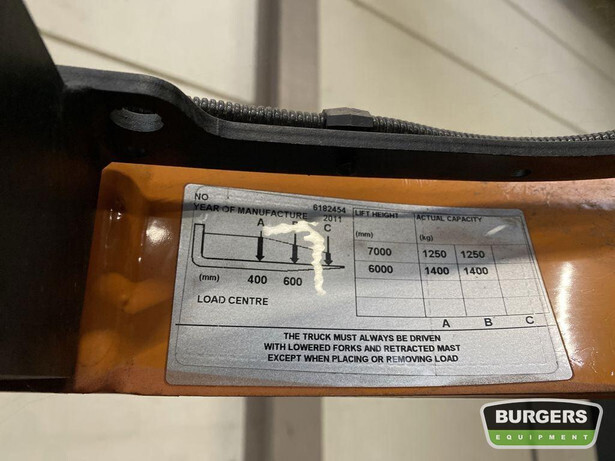 NO 6182454
YEAR OF MANUFACTURE 2011
A B C
(mm) 400 600
LOAD CENTRE
LIFT HEIGHT ACTUAL CAPACITY
(mm) (kg)
7000 1250 1250
6000 1400 1400
A B C
THE TRUCK MUST ALWAYS BE DRIVEN
WITH LOWERED FORKS AND RETRACTED MAST
EXCEPT WHEN PLACING OR REMOVING LOAD
BURGERS
EQUIPMENT